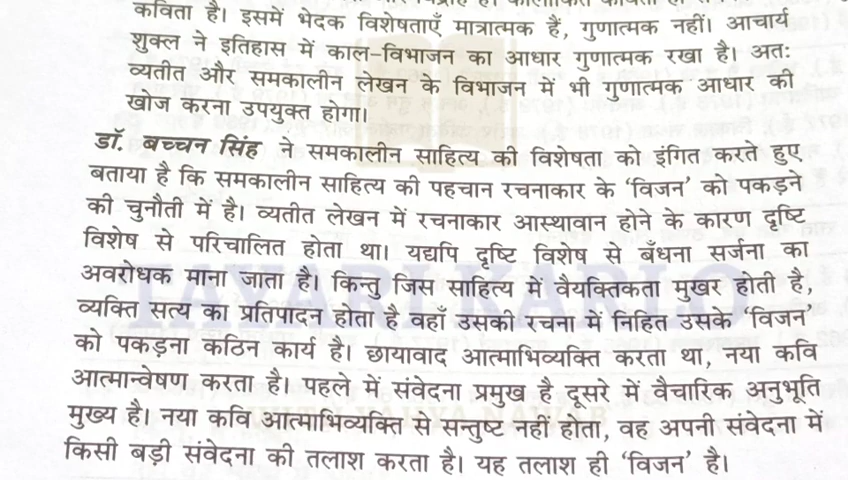 कविता है। इसमें भेदक विशेषताएँ मात्रात्मक हैं, गुणात्मक नहीं। आचार्य
शुक्ल ने इतिहास में काल-विभाजन का आधार गुणात्मक रखा है। अतः
व्यतीत और समकालीन लेखन के विभाजन में भी गुणात्मक आधार की
खोज करना उपयुक्त होगा।
डॉ. बच्चन सिंह ने समकालीन साहित्य की विशेषता को इंगित करते हुए
बताया है कि समकालीन साहित्य की पहचान रचनाकार के 'विजन' को पकड़ने
की चुनौती में है। व्यतीत लेखन में रचनाकार आस्थावान होने के कारण दृष्टि
विशेष से परिचालित होता था। यद्यपि दृष्टि विशेष से बँधना सर्जना का
अवरोधक माना जाता है। किन्तु जिस साहित्य में वैयक्तिकता मुखर होती है,
व्यक्ति सत्य का प्रतिपादन होता है वहाँ उसकी रचना में निहित उसके 'विजन'
को पकड़ना कठिन कार्य है। छायावाद आत्माभिव्यक्ति करता था, नया कवि
आत्मान्वेषण करता है। पहले में संवेदना प्रमुख है दूसरे में वैचारिक अनुभूति
मुख्य है। नया कवि आत्माभिव्यक्ति से सन्तुष्ट नहीं होता, वह अपनी संवेदना में
किसी बड़ी संवेदना की तलाश करता है। यह तलाश ही 'विजन' है।
TAYARI KARLO